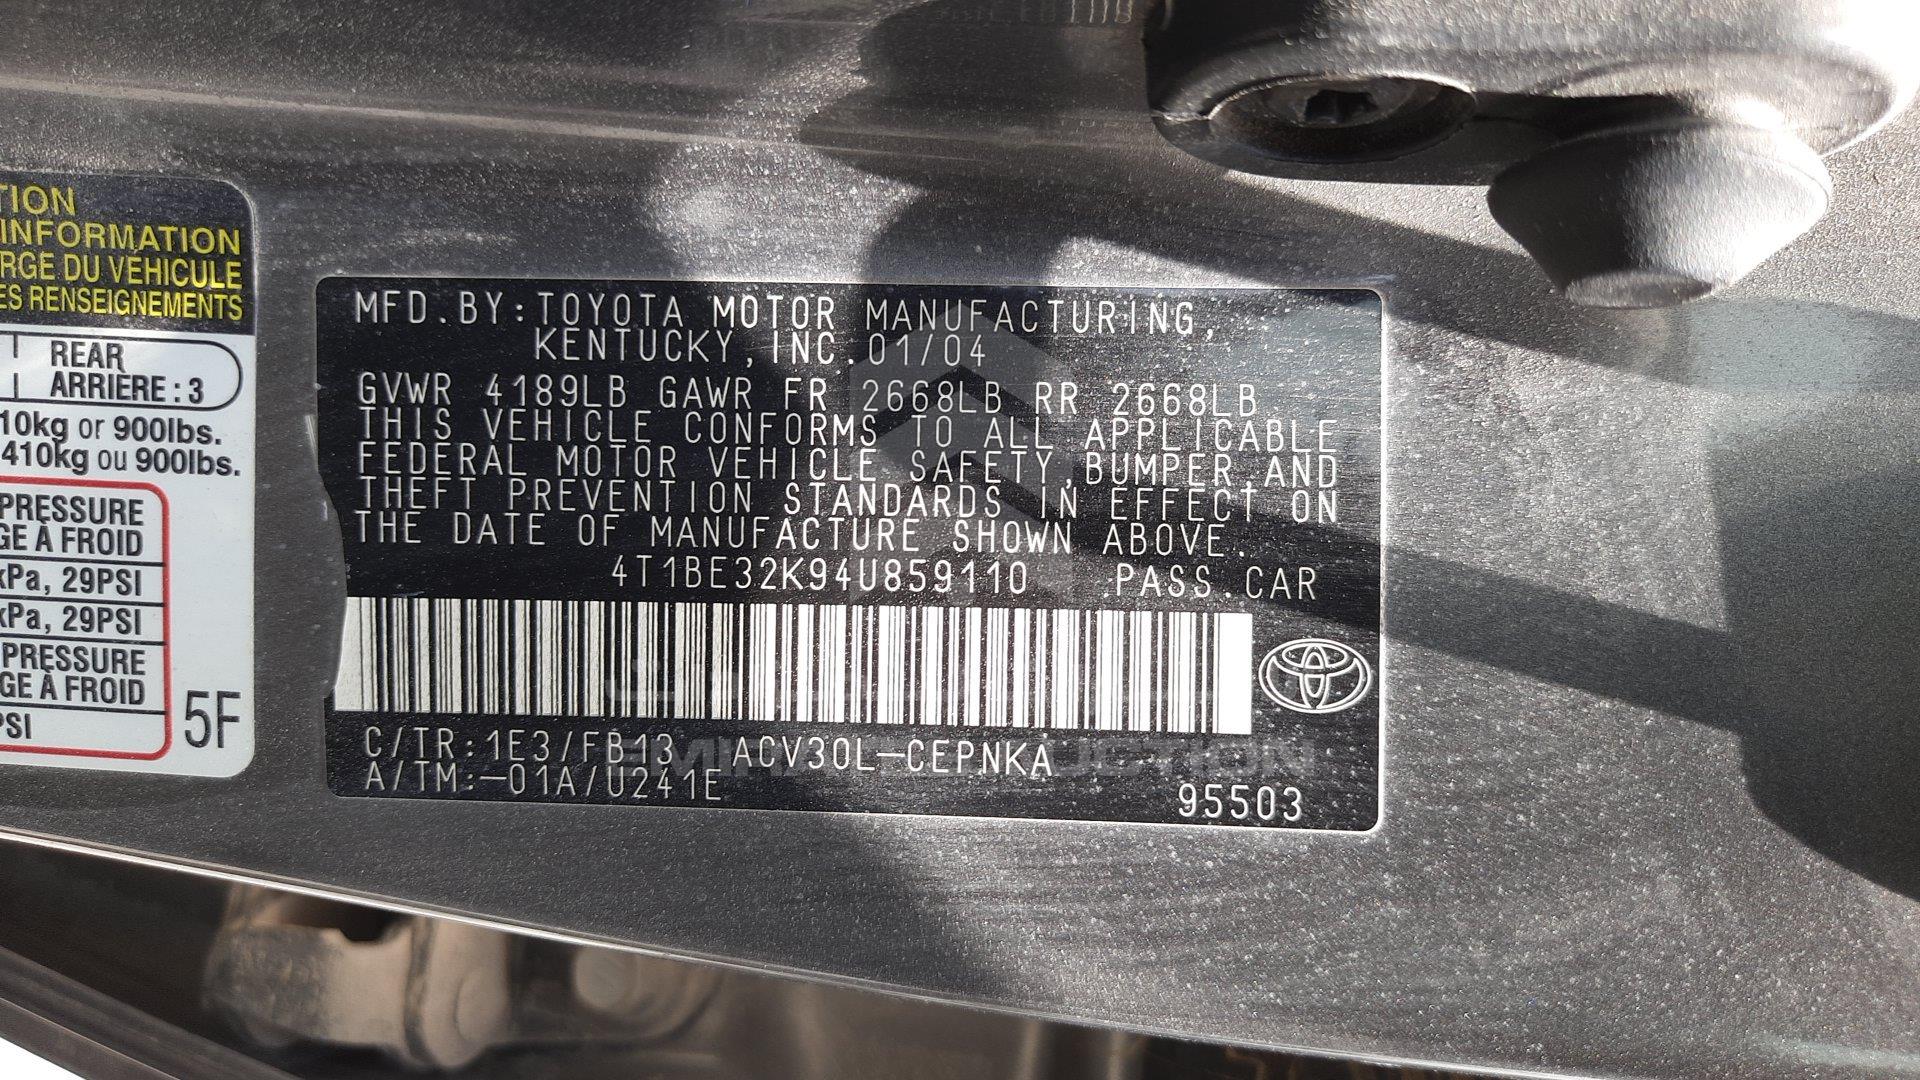 TION
INFORMATION
RGE DU VÉHICULE
ES RENSEIGNEMENTS
REAR
ARRIÈRE : 3
10kg or 900lbs.
410kg ou 900lbs.
PRESSURE
GE À FROID
kPa, 29PSI
kPa, 29PSI
PRESSURE
GE À FROID
PSI
5F
MFD.BY:TOYOTA MOTOR MANUFACTURING,
KENTUCKY,INC.01/04
GVWR 4189LB GAWR FR 2668LB RR 2668LB
THIS VEHICLE CONFORMS TO ALL APPLICABLE
FEDERAL MOTOR VEHICLE SAFETY,BUMPER,AND
THEFT PREVENTION STANDARDS IN EFFECT ON
THE DATE OF MANUFACTURE SHOWN ABOVE.
4T1BE32K94U859110 .PASS.CAR
C/TR:1E3/FB13 ACV30L-CEPNKA
A/TM:-01A/U241E
95503